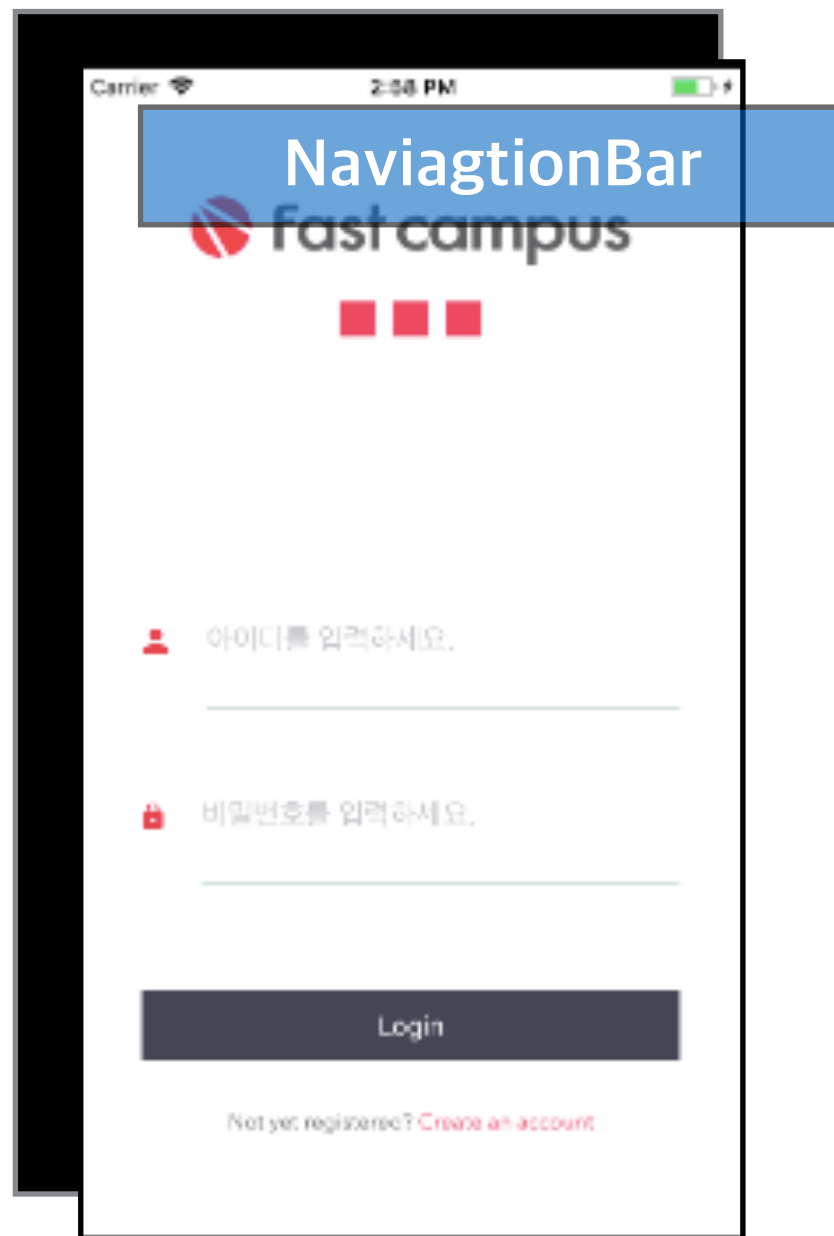 Carrier 2:58 PM
NaviagtionBar
fast campus
아이디를 입력하세요.
비밀번호를 입력하세요.
Login
Not yet registered? Create an account